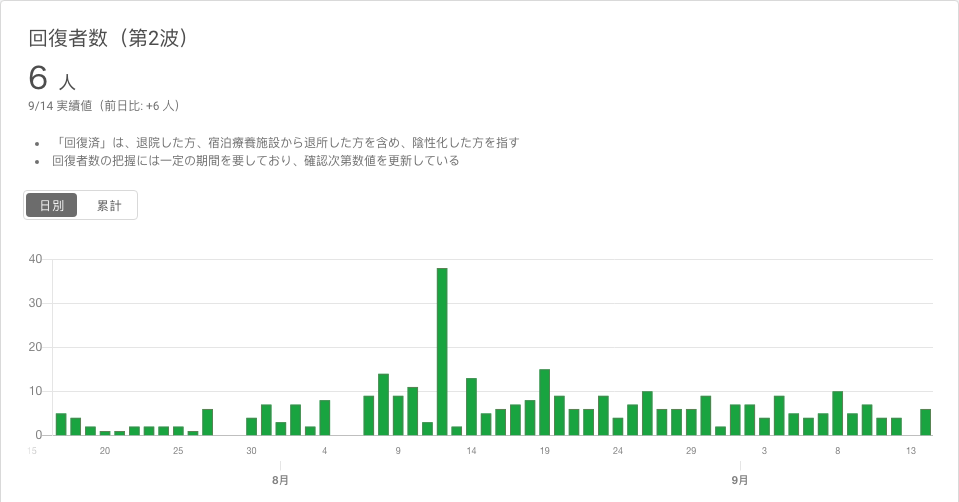 回復者数（第2波）
6 人
9/14 実績値（前日比: +6 人）
「回復済」は、退院した方、宿泊療養施設から退所した方を含め、陰性化した方を指す
回復者数の把握には一定の期間を要しており、確認次第数値を更新している
日別 累計
40
30
20
10
0
15 20 25 30 4 9 14 19 24 29 3 8 13
8月 9月